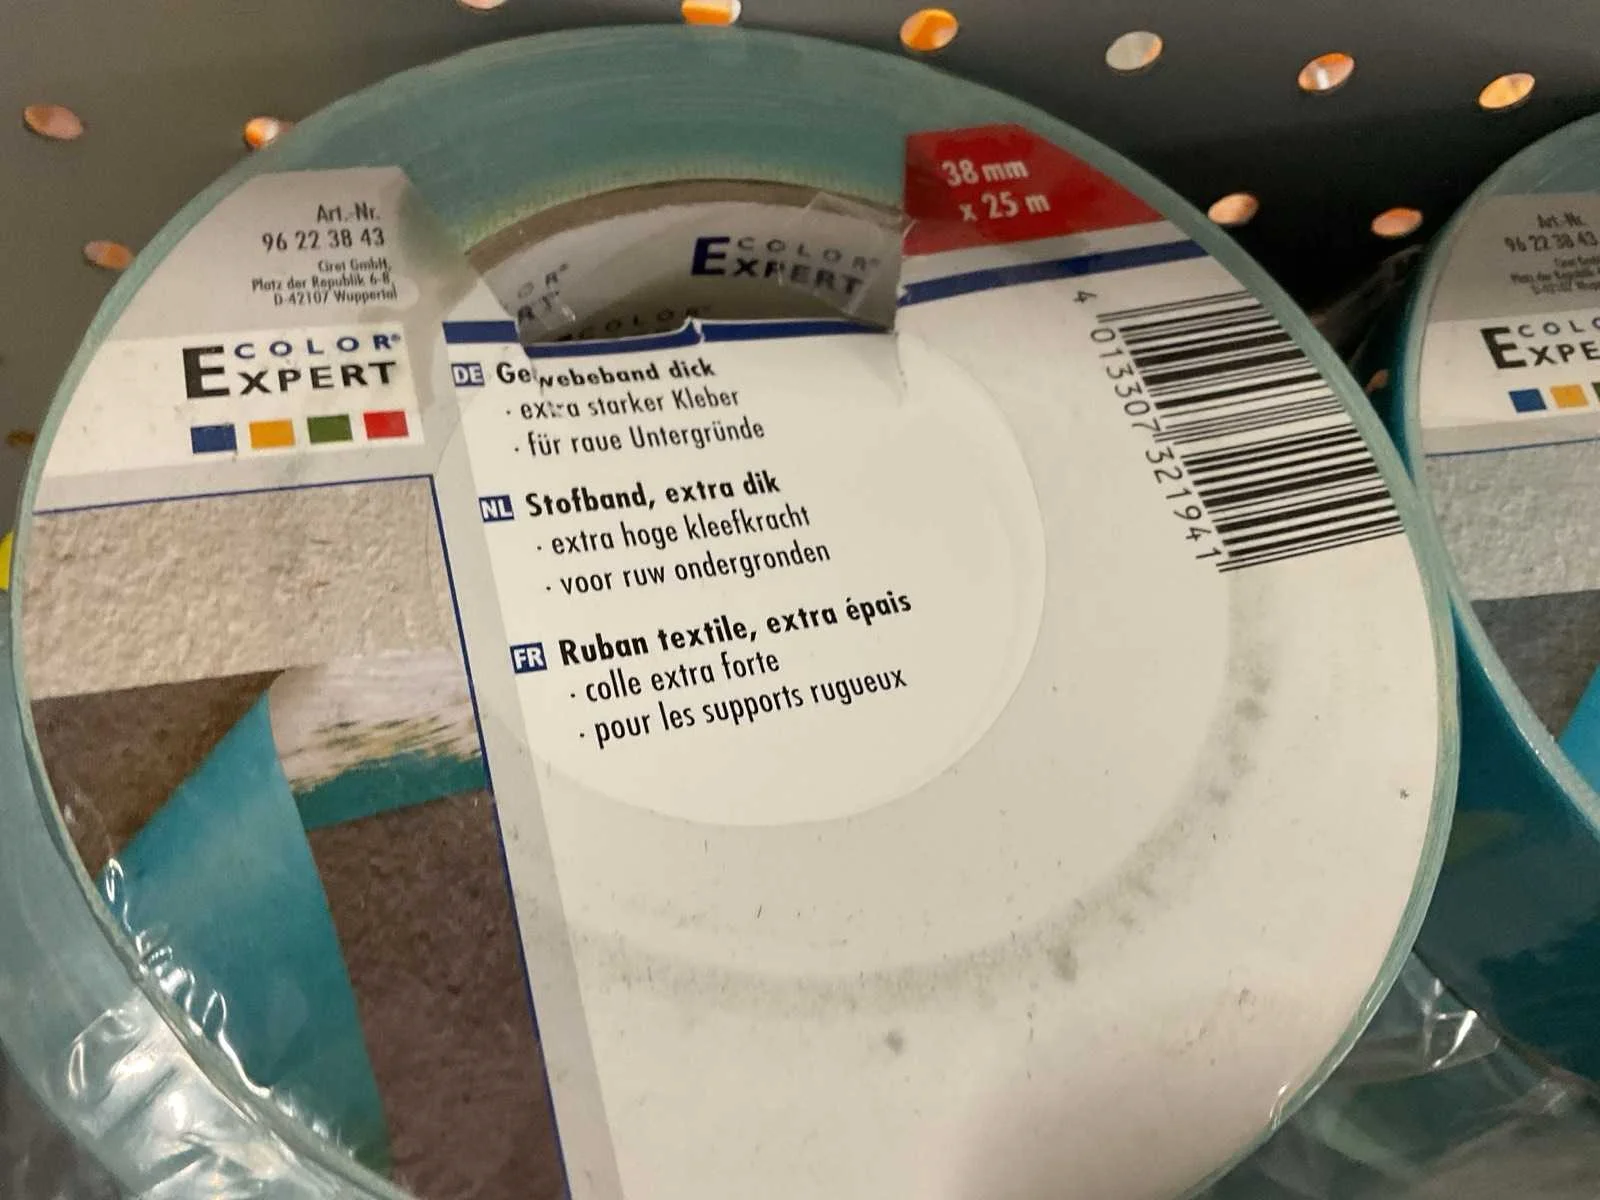 38 mm
x 25 m
Art.-Nr.
96 22 38 43
Ciret GmbH,
Platz der Republik 6-8,
D-42107 Wuppertal
COLOR®
EXPERT
COLOR®
EXPERT
OR®
RT
COLOR
DE Gewebeband dick
· extra starker Kleber
· für raue Untergründe
NL Stofband, extra dik
· extra hoge kleefkracht
· voor ruw ondergronden
FR Ruban textile, extra épais
· colle extra forte
· pour les supports rugueux
4 013307 321941
Art.-Nr.
96 22 38 43
COLO
EXPE